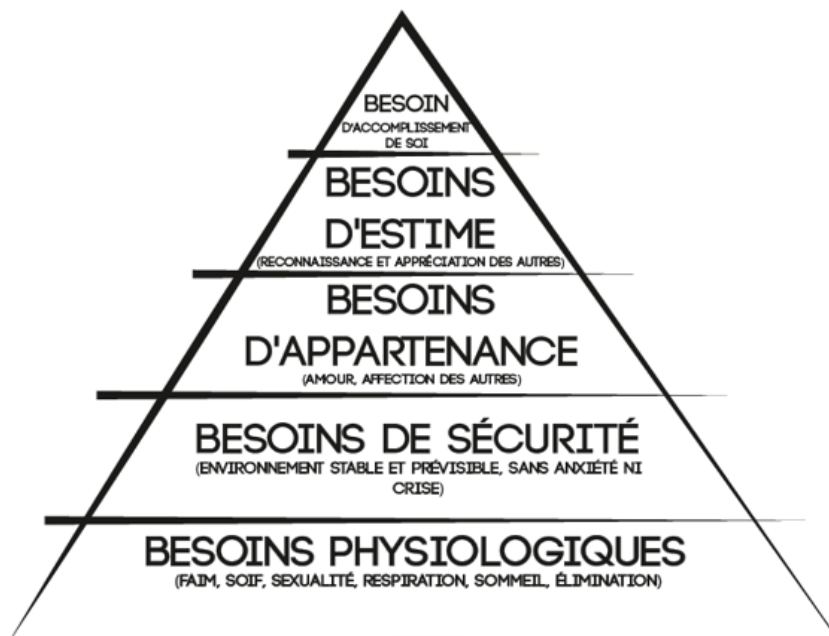 BESOIN
D'ACCOMPLISSEMENT
DE SOI
BESOINS
D'ESTIME
(RECONNAISSANCE ET APPRÉCIATION DES AUTRES)
BESOINS
D'APPARTENANCE
(AMOUR, AFFECTION DES AUTRES)
BESOINS DE SÉCURITÉ
(ENVIRONNEMENT STABLE ET PRÉVISIBLE, SANS ANXIÉTÉ NI
CRISE)
BESOINS PHYSIOLOGIQUES
(FAIM, SOIF, SEXUALITÉ, RESPIRATION, SOMMEIL, ÉLIMINATION)